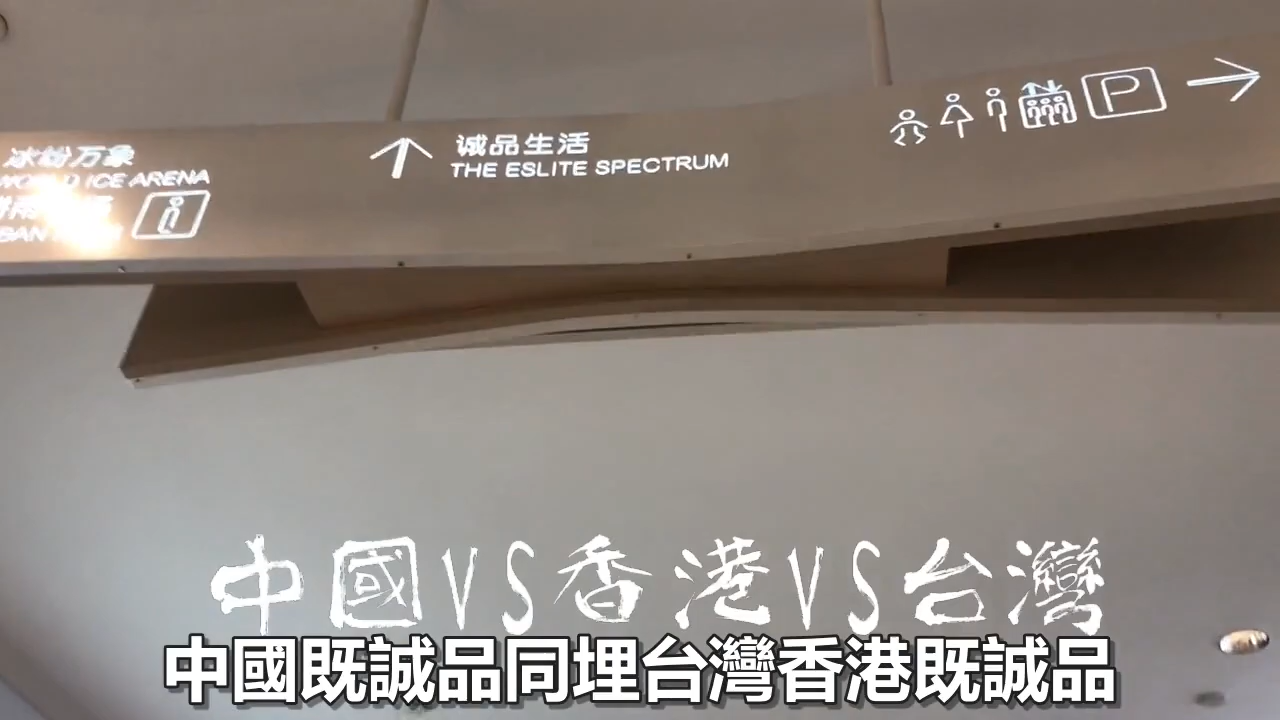 冰纷万象
WORLD ICE ARENA
诚品生活
THE ESLITE SPECTRUM
P
中國VS香港VS台灣
中國既誠品同埋台灣香港既誠品